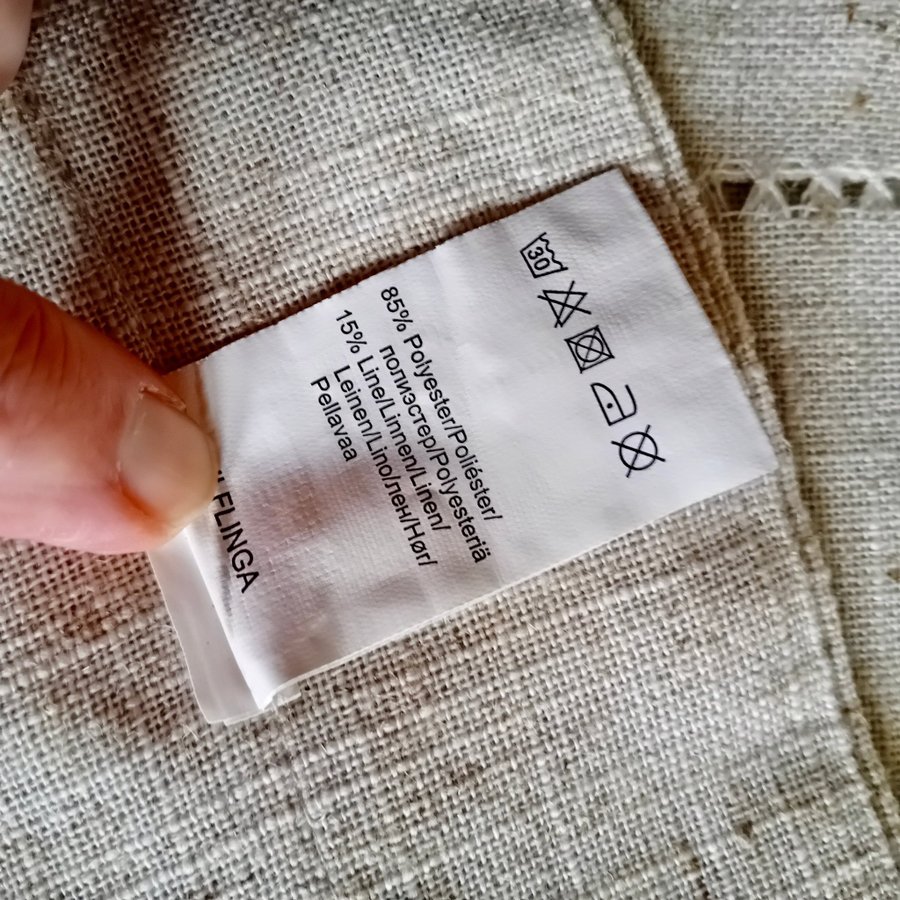 30
85% Polyester/Poliéster/
полиэстер/Polyesteriä
15% Line/Linnen/Linen/
Leinen/Lino/лен/Hør/
Pellavaa
FLINGA